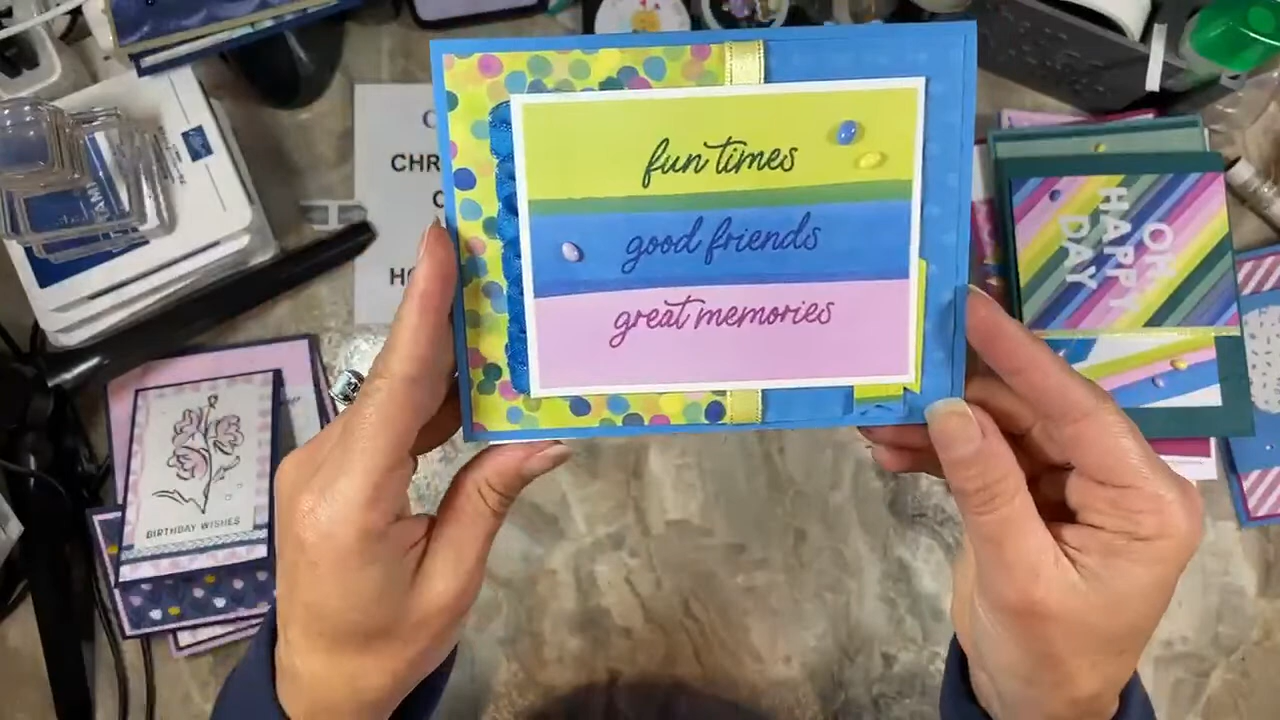 fun times
good friends
great memories
BIRTHDAY WISHES
OH
HAPPY
DAY
CHR
HO